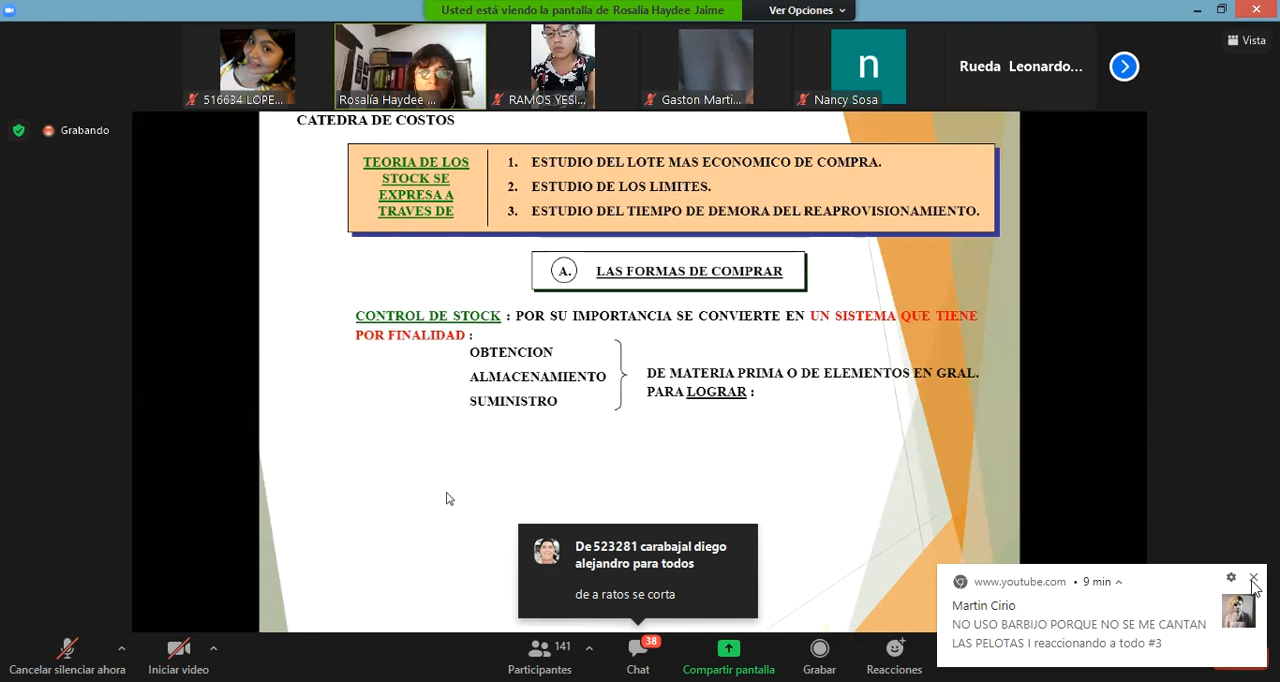 Usted está viendo la pantalla de Rosalía Haydee Jaime
Ver Opciones
Vista
516634 LOPE...
Rosalía Haydee ...
RAMOS YESI...
Gaston Marti...
n
Nancy Sosa
Rueda Leonardo...
Grabando
CATEDRA DE COSTOS
TEORIA DE LOS
STOCK SE
EXPRESA A
TRAVES DE
1. ESTUDIO DEL LOTE MAS ECONOMICO DE COMPRA.
2. ESTUDIO DE LOS LIMITES.
3. ESTUDIO DEL TIEMPO DE DEMORA DEL REAPROVISIONAMIENTO.
A. LAS FORMAS DE COMPRAR
CONTROL DE STOCK : POR SU IMPORTANCIA SE CONVIERTE EN UN SISTEMA QUE TIENE
POR FINALIDAD :
OBTENCION
ALMACENAMIENTO
SUMINISTRO
DE MATERIA PRIMA O DE ELEMENTOS EN GRAL.
PARA LOGRAR :
De 523281 carabajal diego
alejandro para todos
de a ratos se corta
www.youtube.com • 9 min
Martin Cirio
NO USO BARBIJO PORQUE NO SE ME CANTAN
LAS PELOTAS I reaccionando a todo #3
Cancelar silenciar ahora
Iniciar video
141
Participantes
38
Chat
Compartir pantalla
Grabar
Reacciones